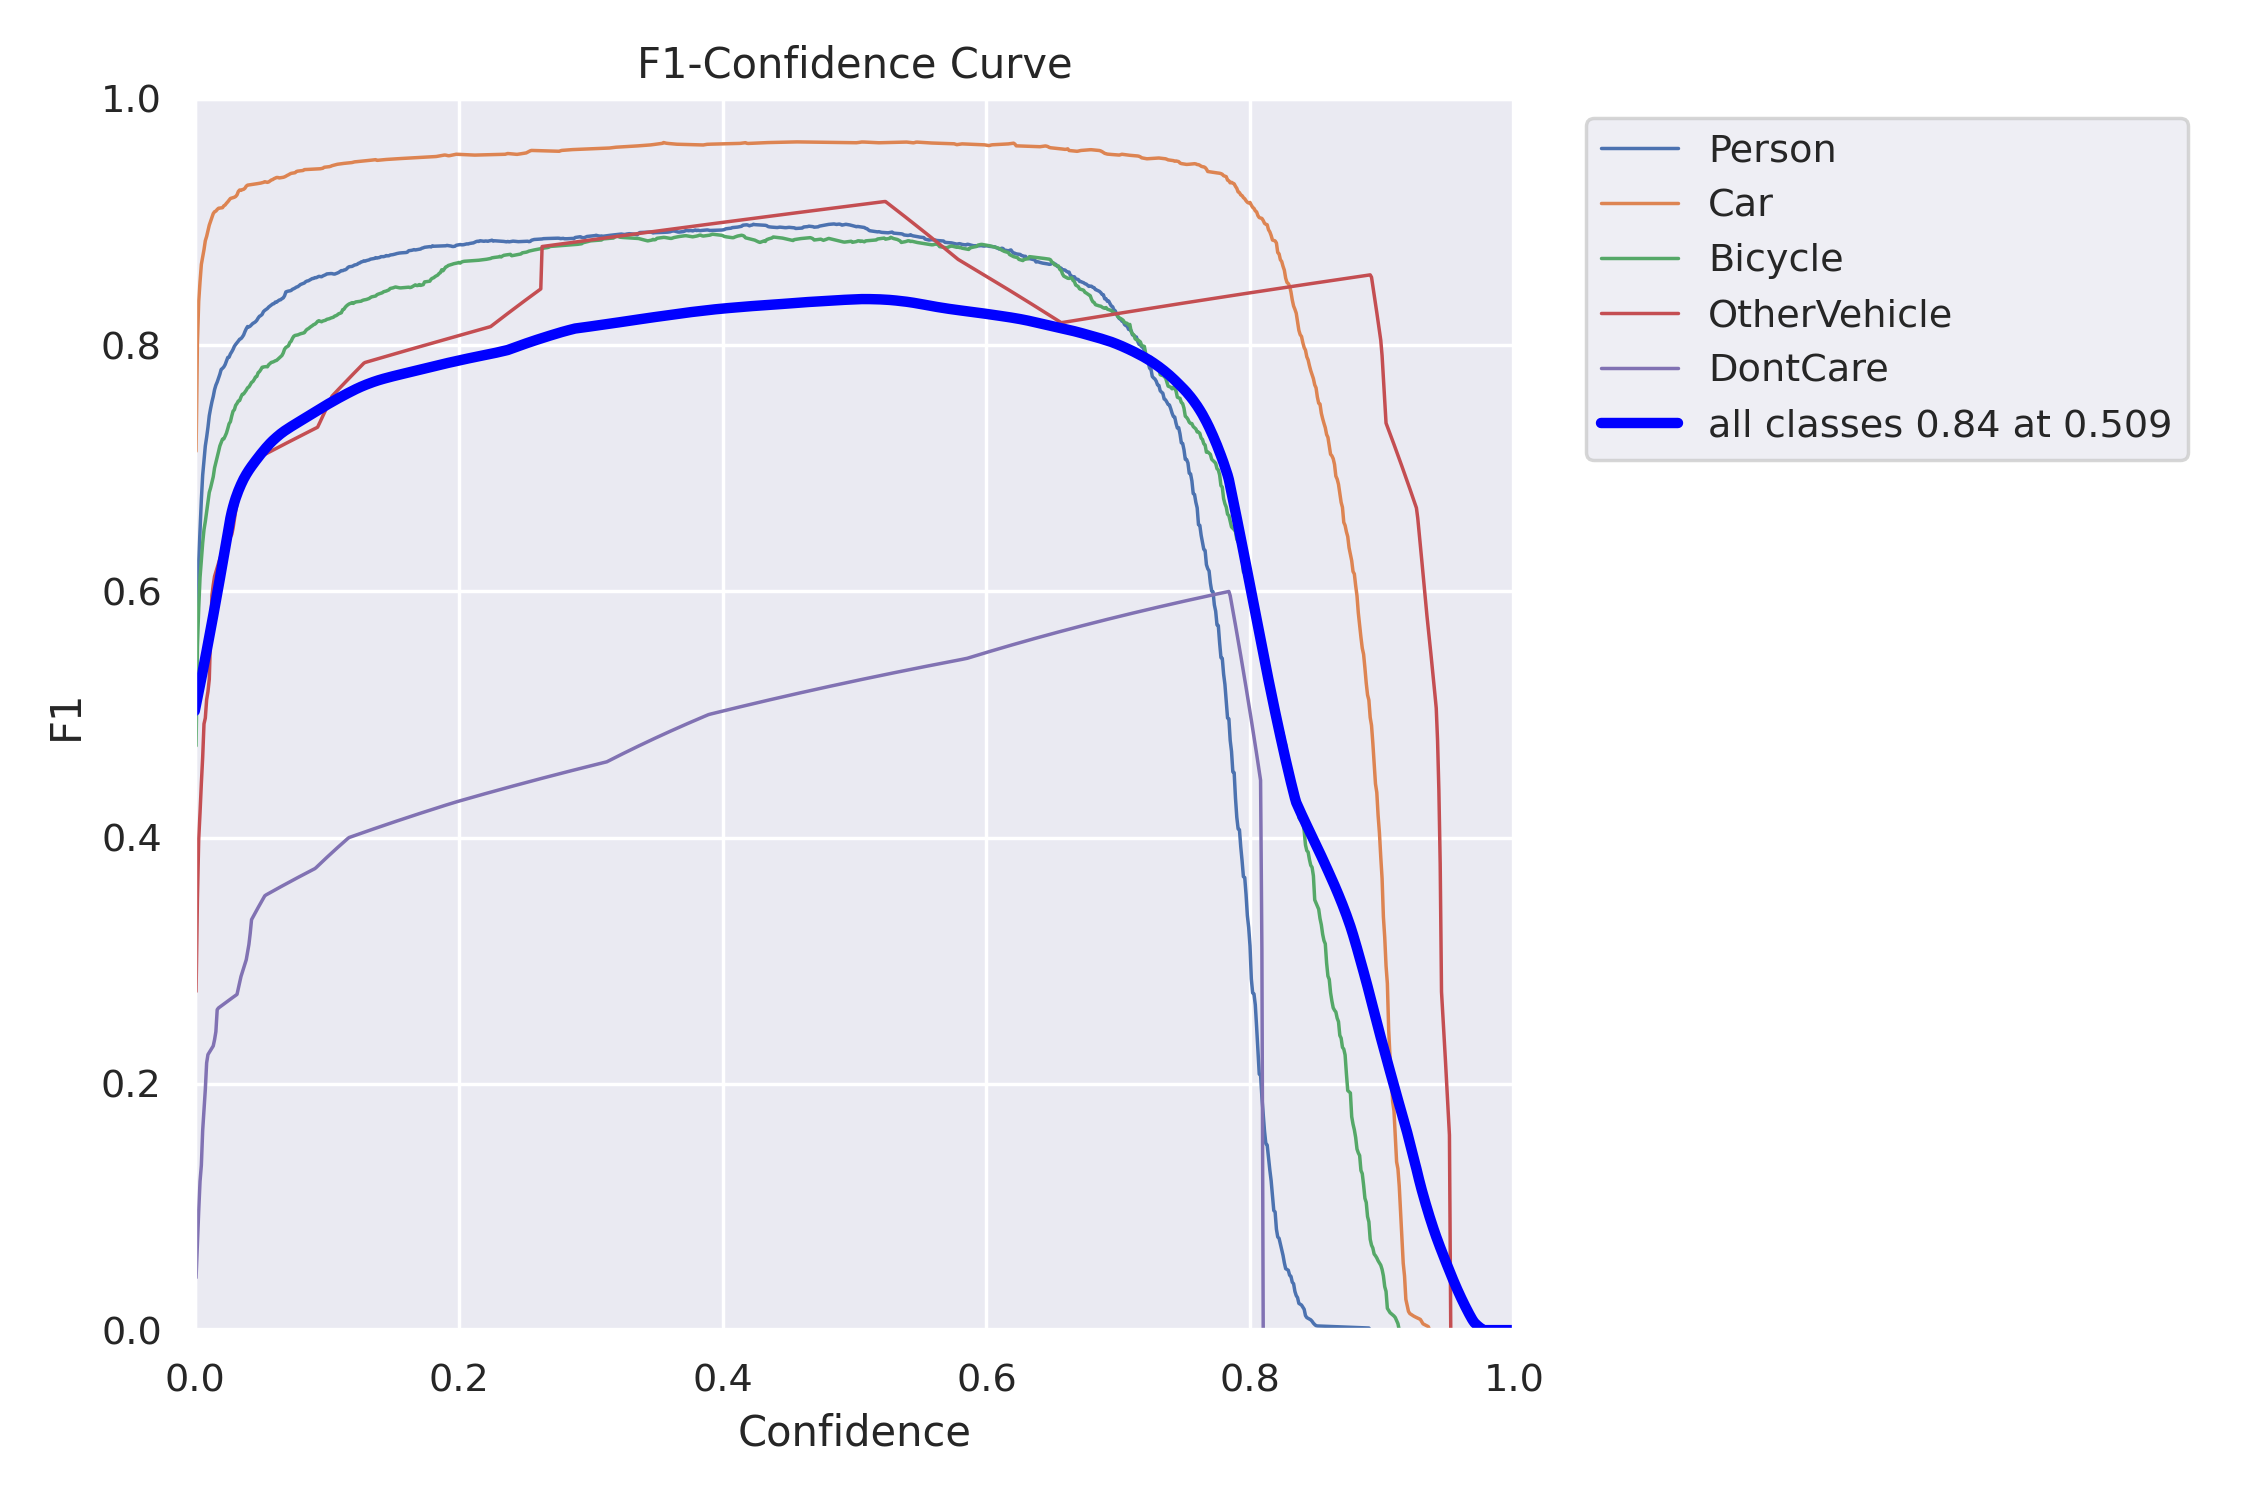 F1-Confidence Curve
1.0
0.8
0.6
0.4
0.2
0.0
F1
0.0 0.2 0.4 0.6 0.8 1.0
Confidence
Person
Car
Bicycle
OtherVehicle
DontCare
all classes 0.84 at 0.509